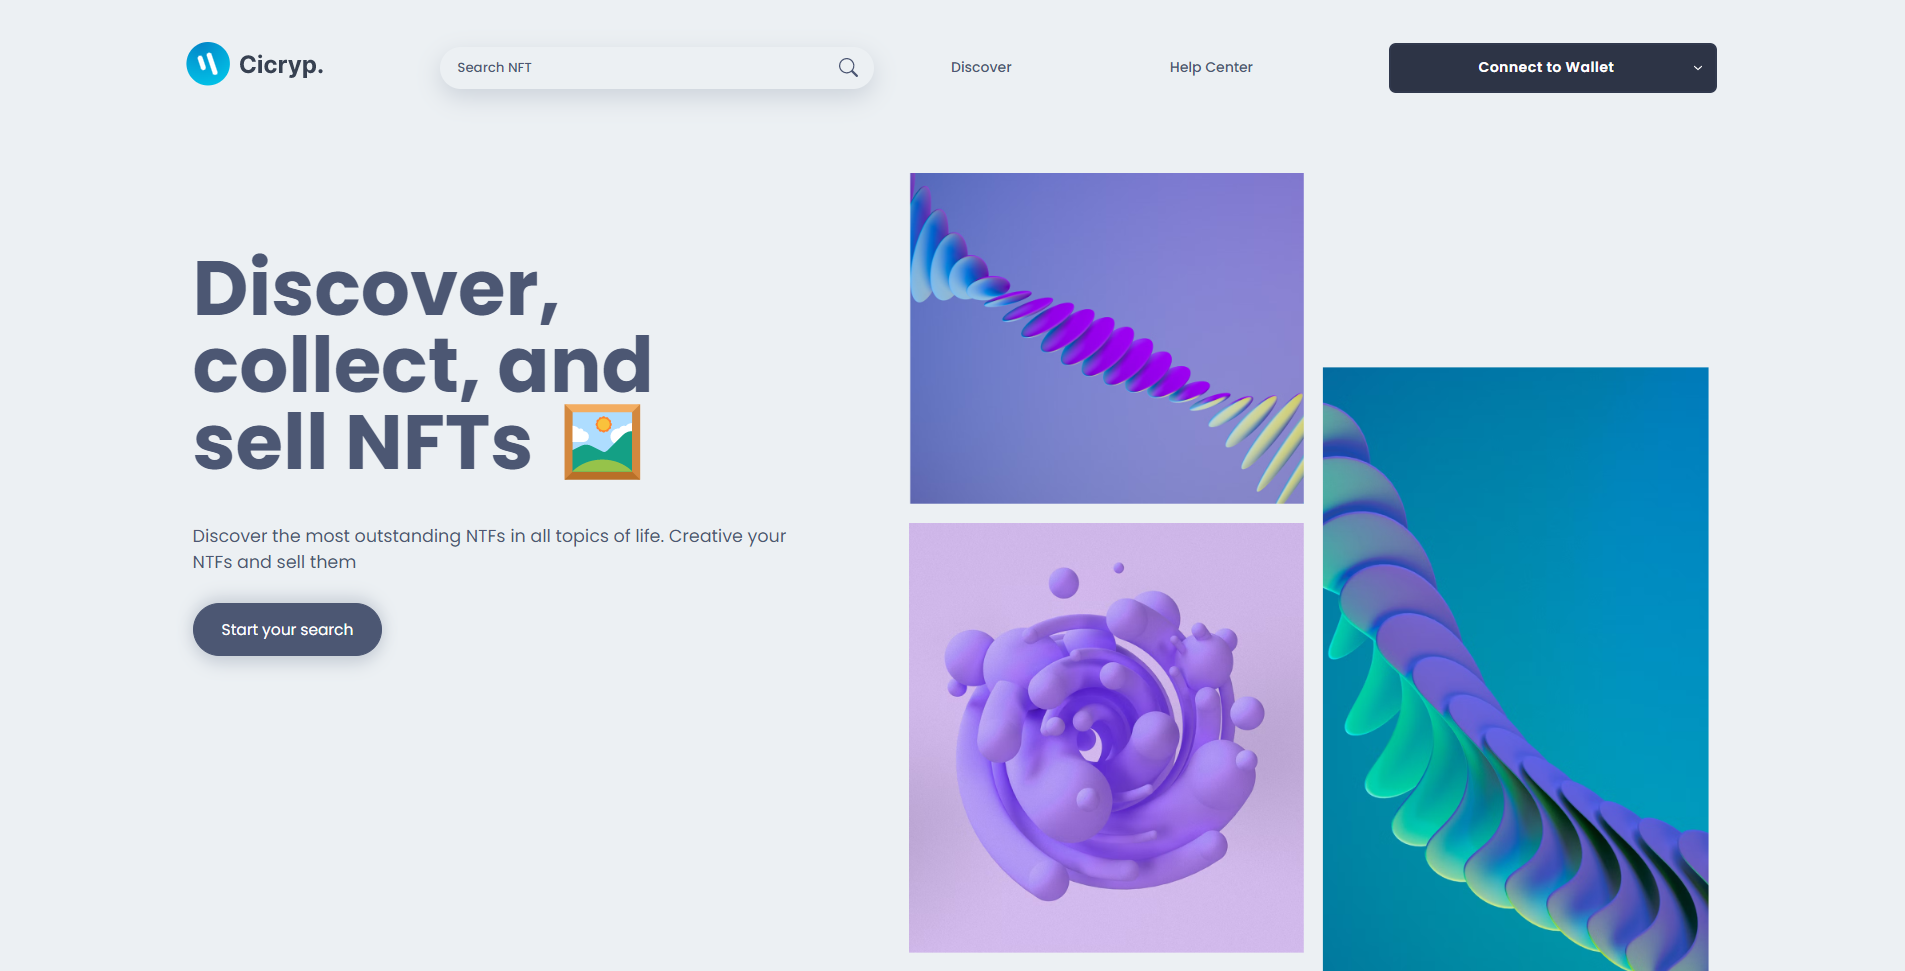 Cicryp.
Search NFT
Discover
Help Center
Connect to Wallet
Discover,
collect, and
sell NFTs
Discover the most outstanding NTFs in all topics of life. Creative your
NTFs and sell them
Start your search